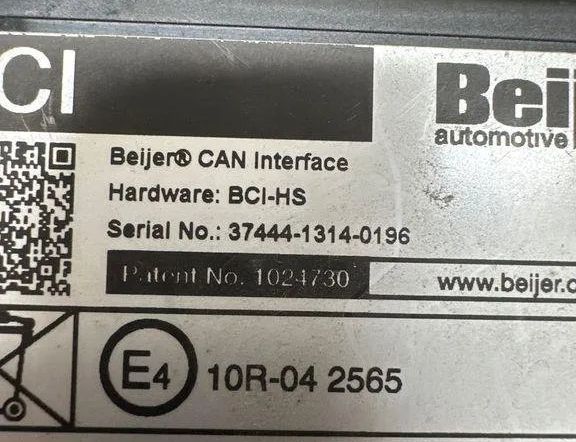 CI
Bei
automotive
Beijer® CAN Interface
Hardware: BCI-HS
Serial No.: 37444-1314-0196
Patent No. 1024730
www.beijer.c
E4
10R-04 2565